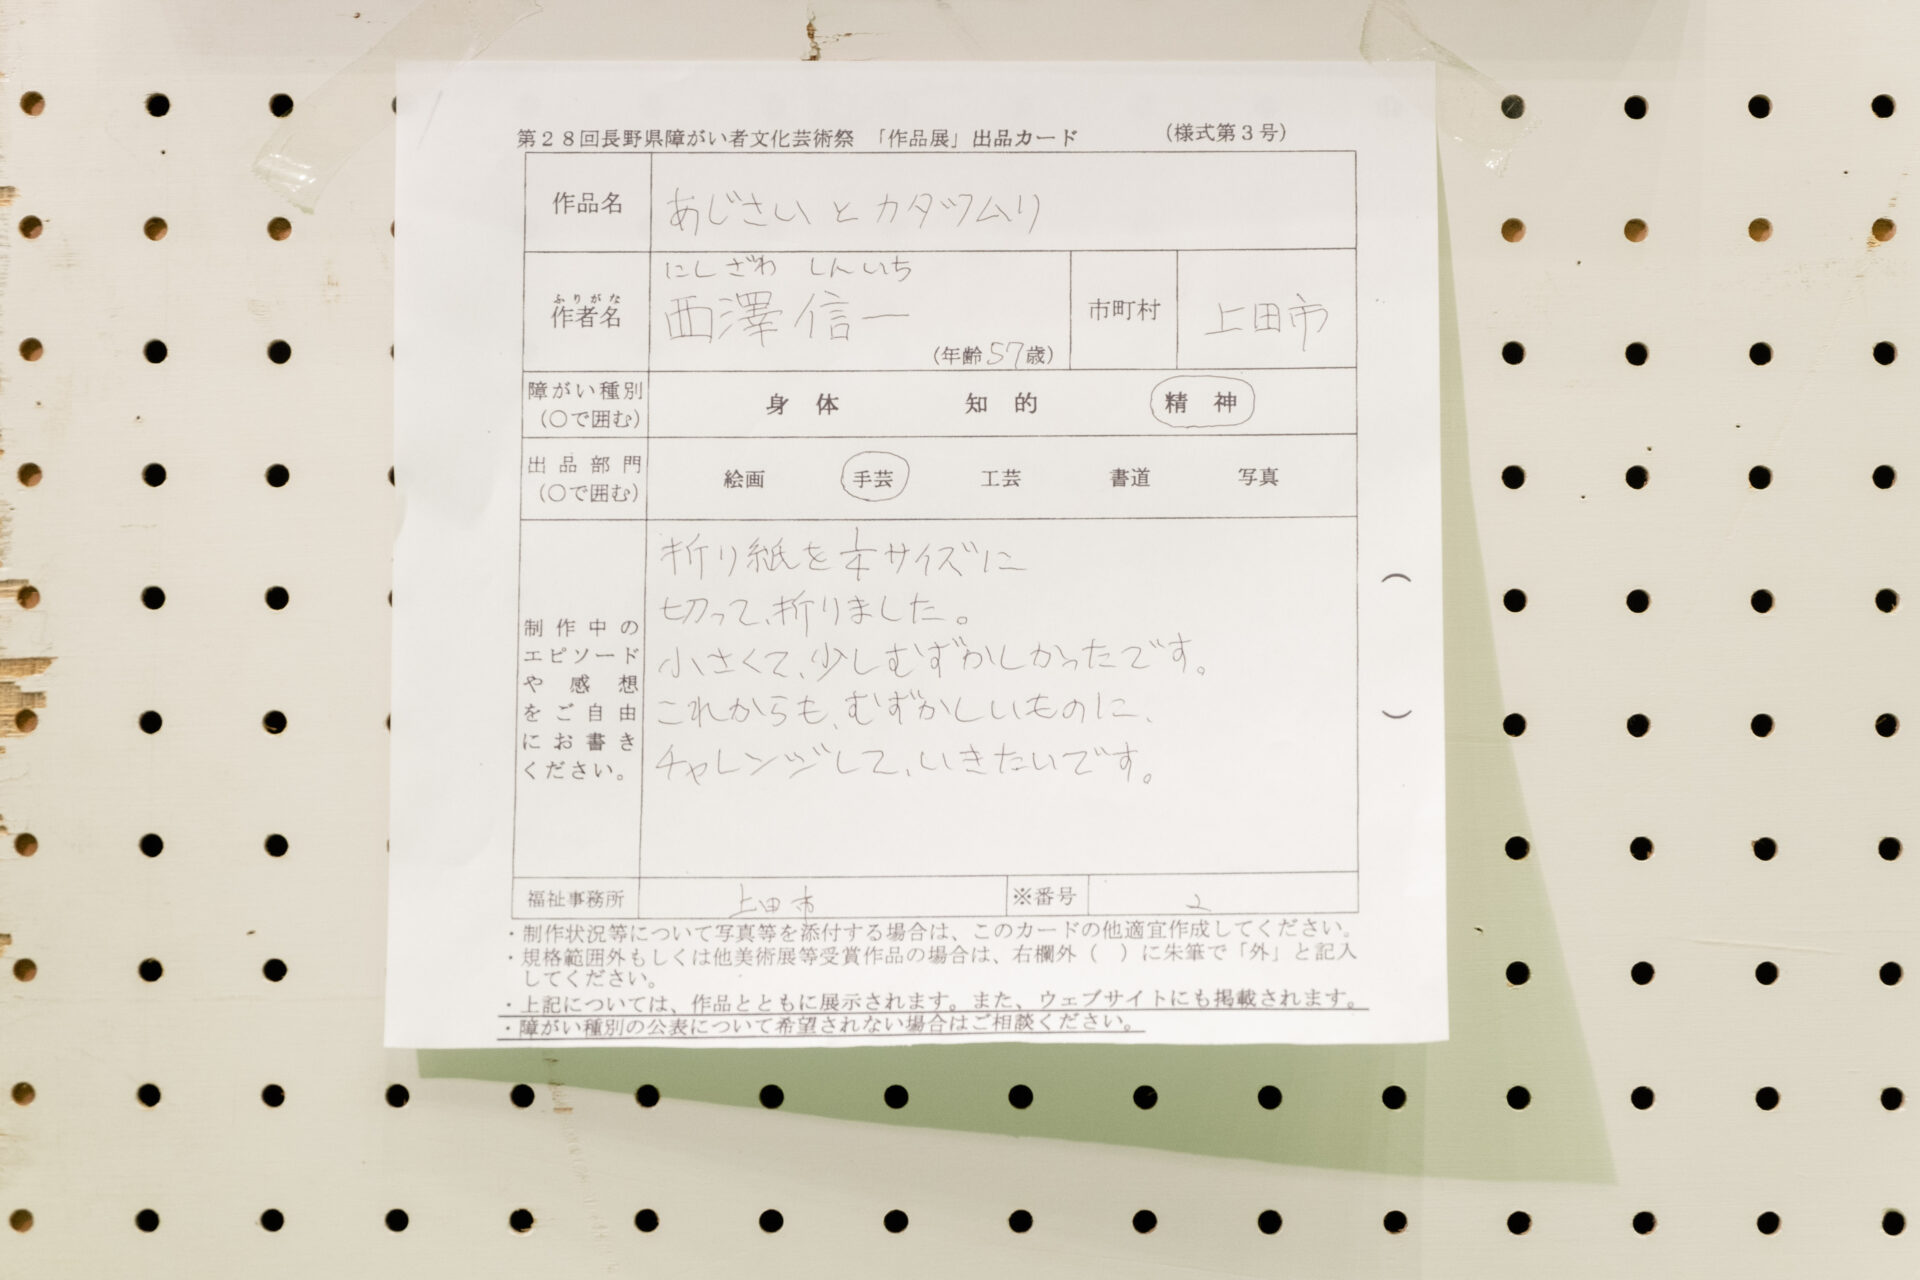 第28回長野県障がい者文化芸術祭 「作品展」出品カード (様式第3号)
作品名 あじさいとカタツムリ
にしざわ しんいち
ふりがな
作者名 西澤信一 市町村 上田市
(年齢57歳)
障がい種別 身体 知的 精神
(○で囲む)
出品部門 絵画 手芸 工芸 書道 写真
(○で囲む)
制作中の
エピソード
や感想
をご自由
にお書き
ください。
折り紙を1/4サイズに
切って、折りました。
小さくて、少しむずかしかったです。
これからも、むずかしいものに、
チャレンジして、いきたいです。
( )
福祉事務所 上田市 ※番号 2
・制作状況等について写真等を添付する場合は、このカードの他適宜作成してください。
・規格範囲外もしくは他美術展等受賞作品の場合は、右欄外( )に朱筆で「外」と記入
してください。
・上記については、作品とともに展示されます。また、ウェブサイトにも掲載されます。
・障がい種別の公表について希望されない場合はご相談ください。